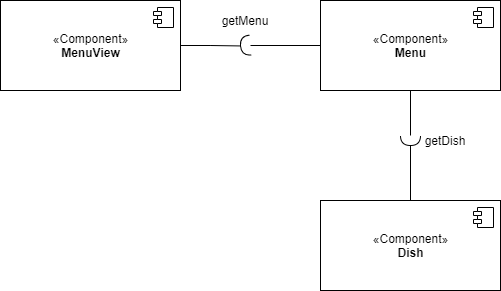 getMenu
«Component»
MenuView
«Component»
Menu
getDish
«Component»
Dish